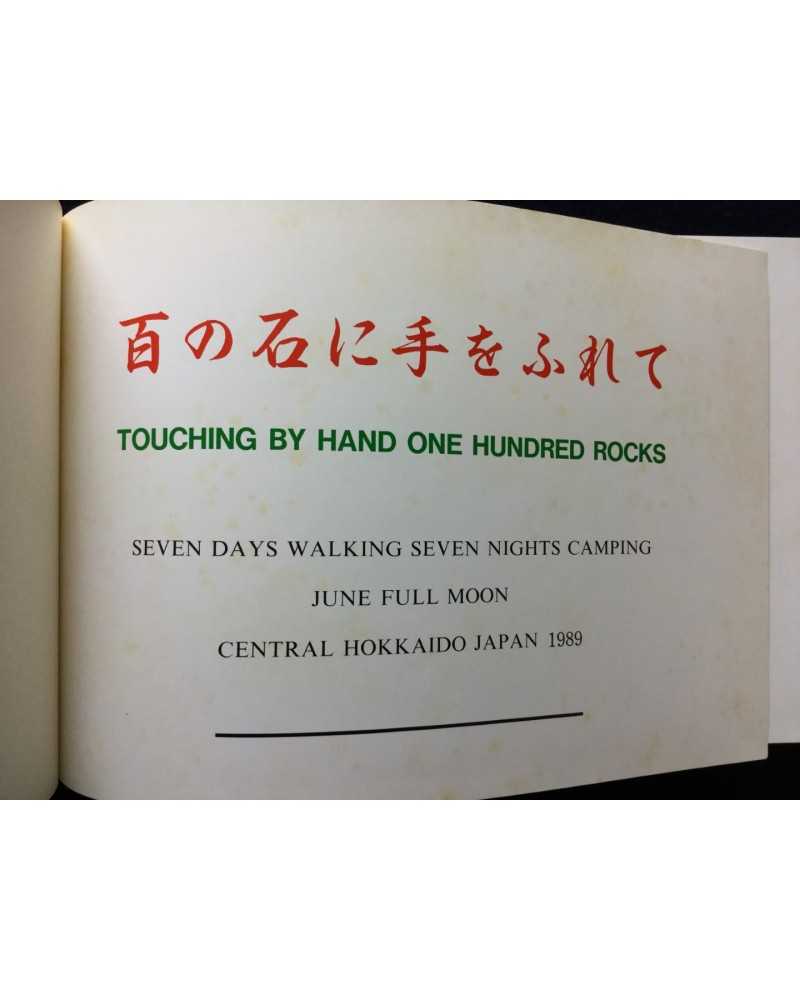 百の石に手をふれて
TOUCHING BY HAND ONE HUNDRED ROCKS
SEVEN DAYS WALKING SEVEN NIGHTS CAMPING
JUNE FULL MOON
CENTRAL HOKKAIDO JAPAN 1989